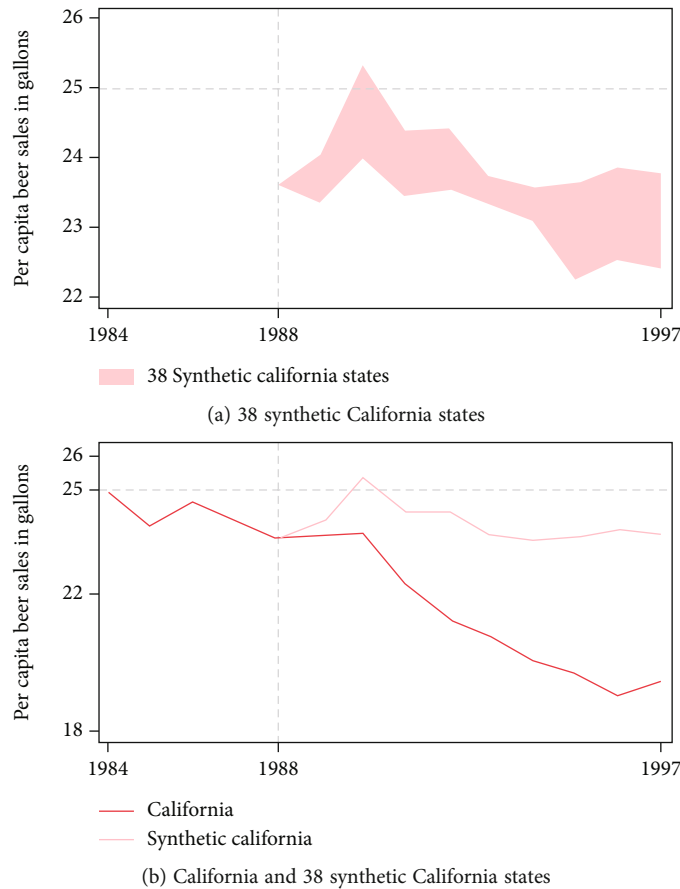 Per capita beer sales in gallons
26
25
24
23
22
1984
1988
1997
38 Synthetic california states
(a) 38 synthetic California states
Per capita beer sales in gallons
26
25
22
18
1984
1988
1997
California
Synthetic california
(b) California and 38 synthetic California states